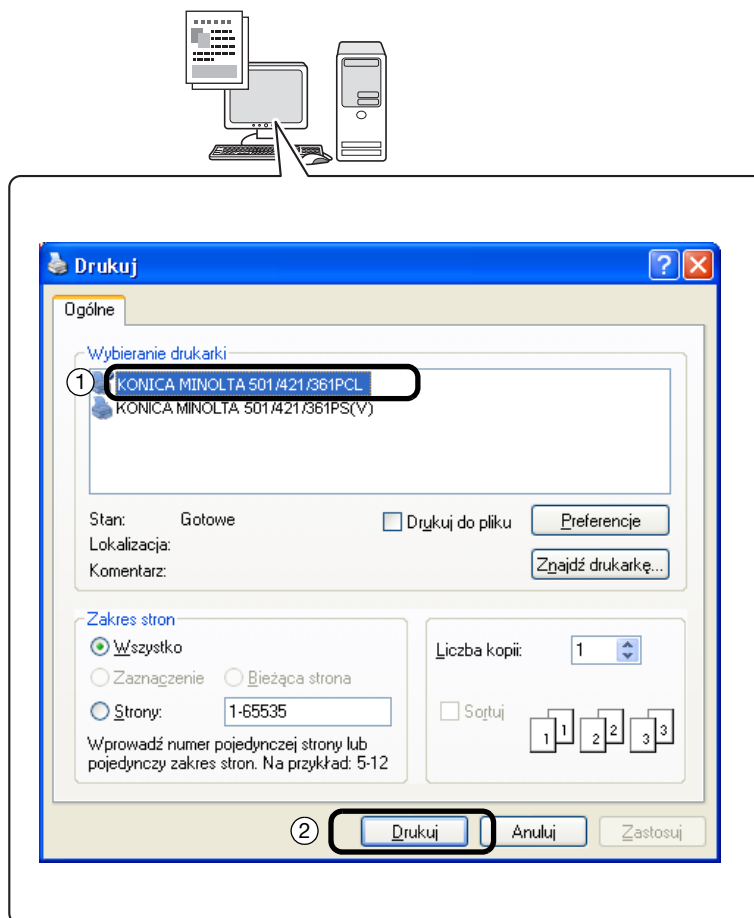 Drukuj
Ogólne
Wybieranie drukarki
1 KONICA MINOLTA 501/421/361PCL
KONICA MINOLTA 501/421/361PS(V)
Stan: Gotowe
Drukuj do pliku
Preferencje
Lokalizacja:
Komentarz:
Znajdź drukarkę...
Zakres stron
Wszystko
Zaznaczenie Bieżąca strona
Strony: 1-65535
Wprowadź numer pojedynczej strony lub
pojedynczy zakres stron. Na przykład: 5-12
Liczba kopii: 1
Sortuj
1 1 2 2 3 3
2 Drukuj Anuluj Zastosuj